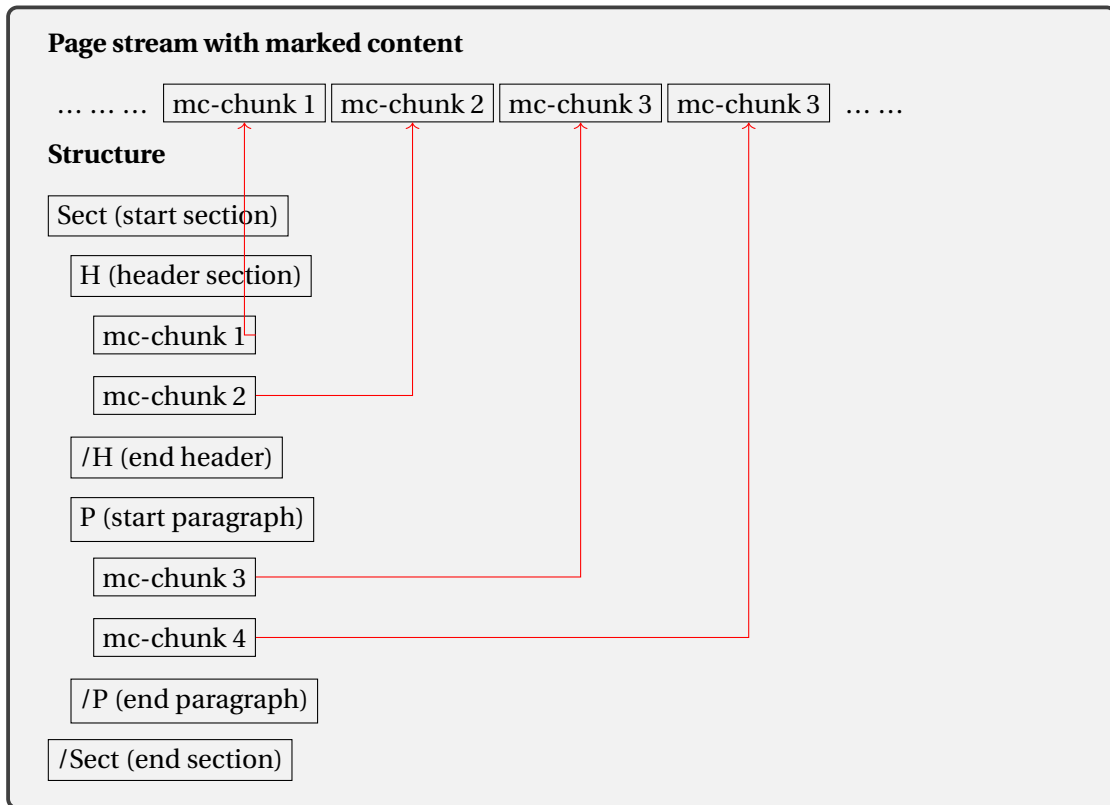 Page stream with marked content
… … … mc-chunk 1 mc-chunk 2 mc-chunk 3 mc-chunk 3 … …
Structure
Sect (start section)
H (header section)
mc-chunk 1
mc-chunk 2
/H (end header)
P (start paragraph)
mc-chunk 3
mc-chunk 4
/P (end paragraph)
/Sect (end section)